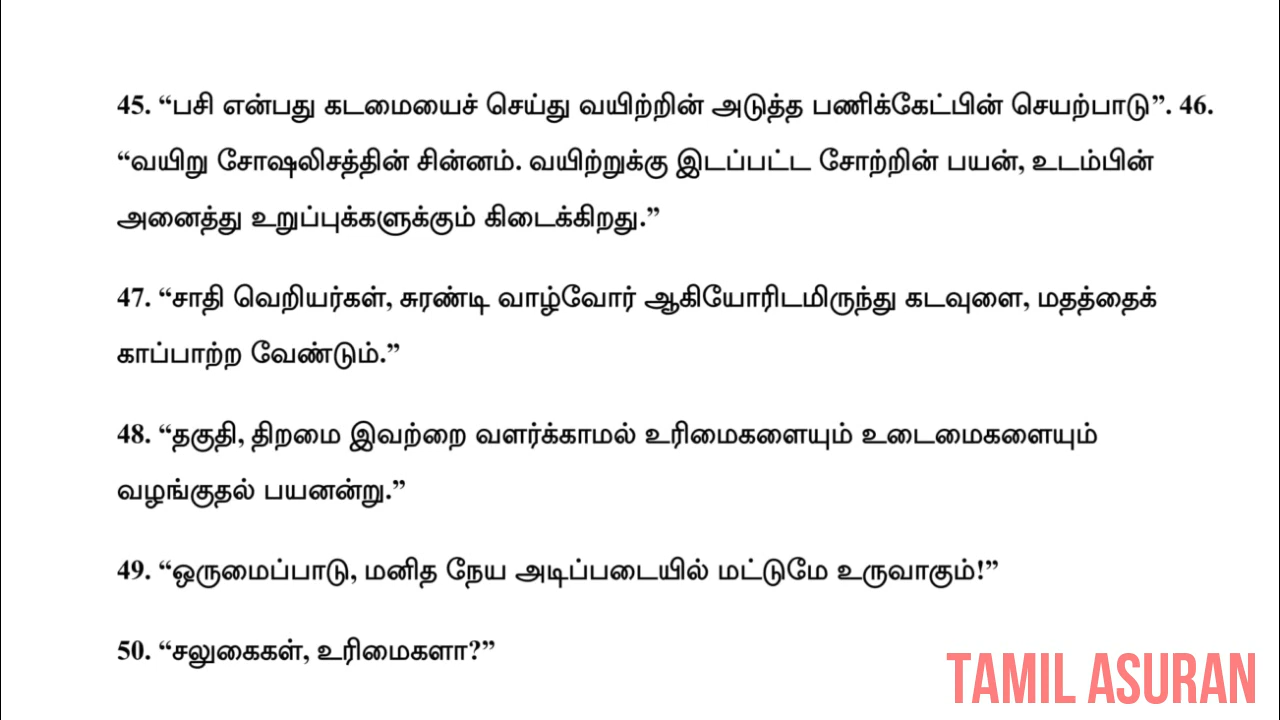 45. “பசி என்பது கடமையைச் செய்து வயிற்றின் அடுத்த பணிக்கேட்பின் செயற்பாடு”. 46.
“வயிறு சோஷலிசத்தின் சின்னம். வயிற்றுக்கு இடப்பட்ட சோற்றின் பயன், உடம்பின்
அனைத்து உறுப்புக்களுக்கும் கிடைக்கிறது.”
47. “சாதி வெறியர்கள், சுரண்டி வாழ்வோர் ஆகியோரிடமிருந்து கடவுளை, மதத்தைக்
காப்பாற்ற வேண்டும்.”
48. “தகுதி, திறமை இவற்றை வளர்க்காமல் உரிமைகளையும் உடைமைகளையும்
வழங்குதல் பயனன்று.”
49. “ஒருமைப்பாடு, மனித நேய அடிப்படையில் மட்டுமே உருவாகும்!”
50. “சலுகைகள், உரிமைகளா?”
TAMIL ASURAN